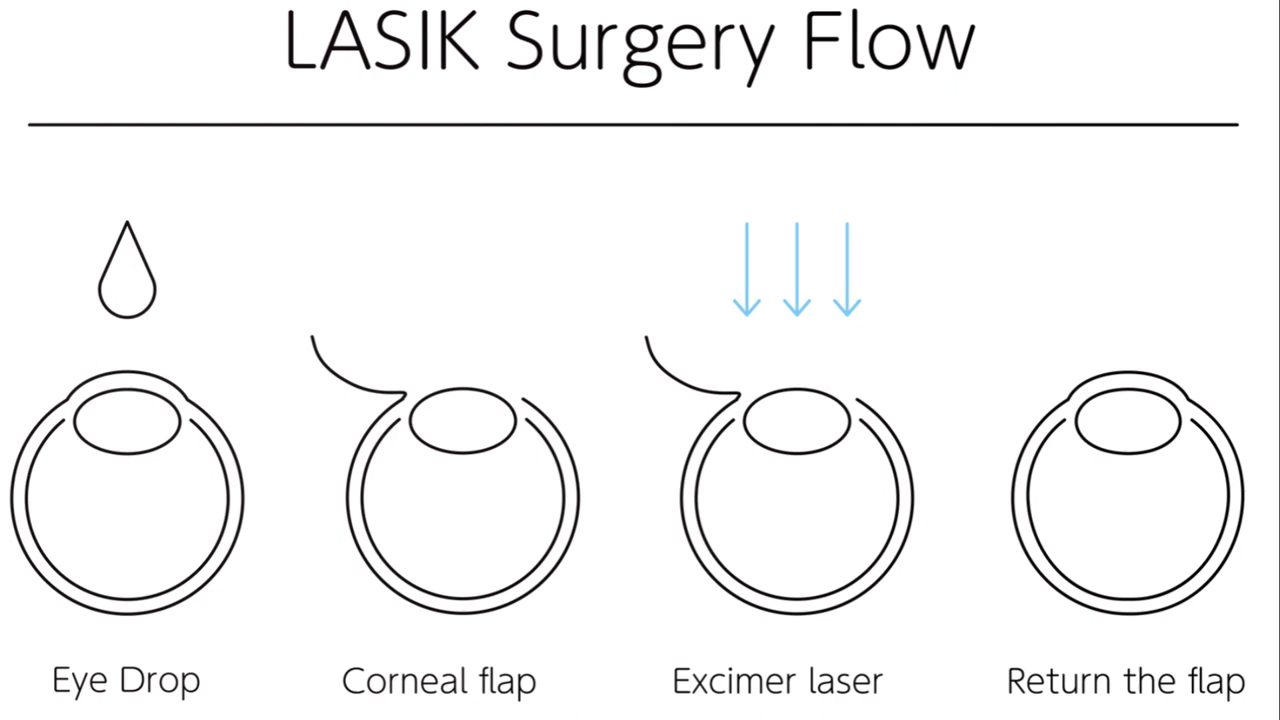 LASIK Surgery Flow
Eye Drop
Corneal flap
Excimer laser
Return the flap